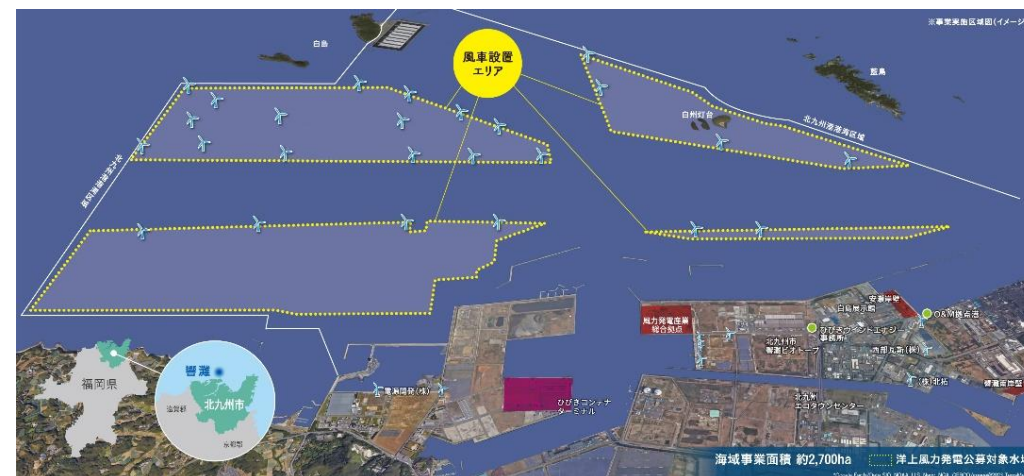 ※事業実施区域図(イメージ)
白島
風車設置
エリア
藍島
白州灯台
北九州港港湾区域
北九州港港湾区域
安瀬岸壁
風力発電産業
総合拠点
白島展示館
O&M拠点港
ひびきウインドエナジー
事務所
北九州市
響灘ビオトープ
西部瓦斯(株)
(株)北拓
電源開発(株)
ひびきコンテナ
ターミナル
北九州
エコタウンセンター
福岡県
響灘
北九州市
遠賀郡
京都郡
海域事業面積 約2,700ha
洋上風力発電公募対象水域